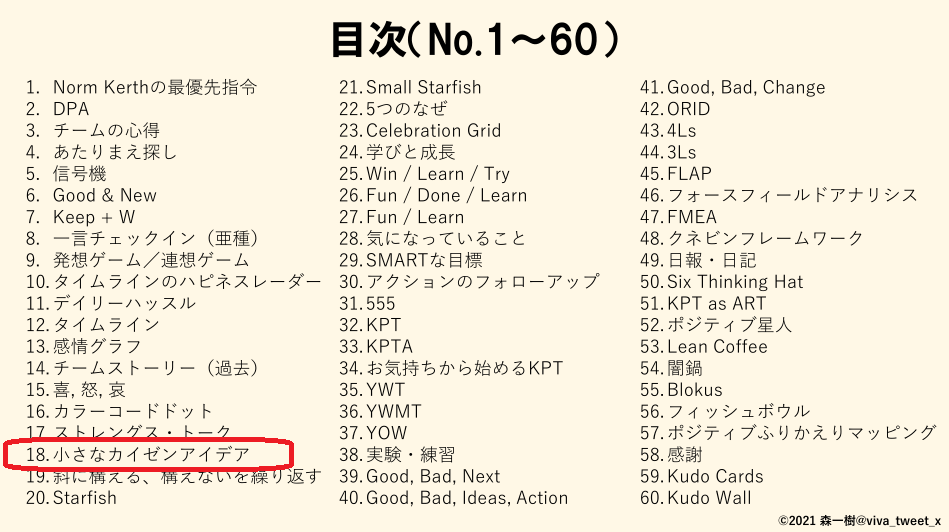 目次（No.1～60）
1. Norm Kerthの最優先指令
2. DPA
3. チームの心得
4. あたりまえ探し
5. 信号機
6. Good & New
7. Keep + W
8. 一言チェックイン（亜種）
9. 発想ゲーム／連想ゲーム
10. タイムラインのハピネスレーダー
11. デイリーハッスル
12. タイムライン
13. 感情グラフ
14. チームストーリー（過去）
15. 喜, 怒, 哀
16. カラーコードドット
17. ストレングス・トーク
18. 小さなカイゼンアイデア
19. 斜に構える、構えないを繰り返す
20. Starfish
21. Small Starfish
22. 5つのなぜ
23. Celebration Grid
24. 学びと成長
25. Win / Learn / Try
26. Fun / Done / Learn
27. Fun / Learn
28. 気になっていること
29. SMARTな目標
30. アクションのフォローアップ
31. 555
32. KPT
33. KPTA
34. お気持ちから始めるKPT
35. YWT
36. YWMT
37. YOW
38. 実験・練習
39. Good, Bad, Next
40. Good, Bad, Ideas, Action
41. Good, Bad, Change
42. ORID
43. 4Ls
44. 3Ls
45. FLAP
46. フォースフィールドアナリシス
47. FMEA
48. クネビンフレームワーク
49. 日報・日記
50. Six Thinking Hat
51. KPT as ART
52. ポジティブ星人
53. Lean Coffee
54. 闇鍋
55. Blokus
56. フィッシュボウル
57. ポジティブふりかえりマッピング
58. 感謝
59. Kudo Cards
60. Kudo Wall
©2021 森一樹@viva_tweet_x